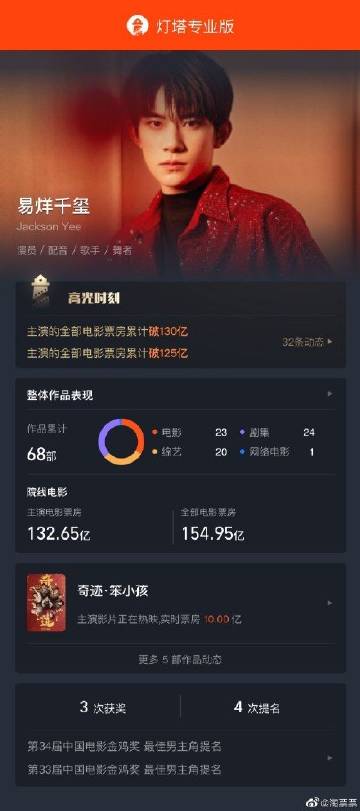 灯塔专业版
易烊千玺
Jackson Yee
演员 / 配音 / 歌手 / 舞者
高光时刻
主演的全部电影票房累计破130亿
主演的全部电影票房累计破125亿
32条动态
整体作品表现
作品累计
68部
电影 23 剧集 24
综艺 20 网络电影 1
院线电影
主演电影票房 全部电影票房
132.65亿 154.95亿
奇迹
奇迹·笨小孩
主演影片正在热映,实时票房 10.00 亿
更多 5 部作品动态
3 次获奖 4 次提名
第34届中国电影金鸡奖 最佳男主角提名
第33届中国电影金鸡奖 最佳男主角提名
@淘票票